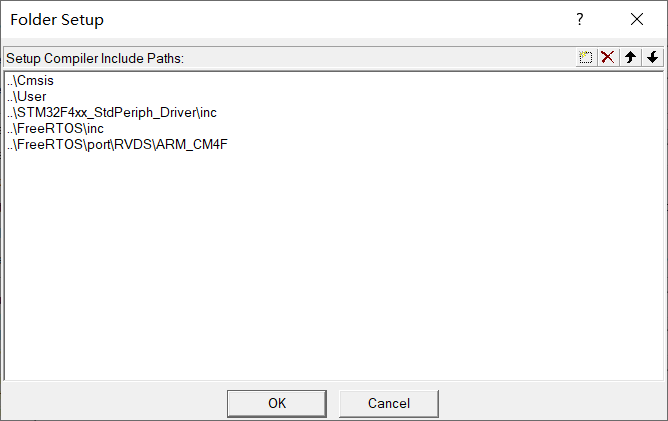 Folder Setup
?
Setup Compiler Include Paths:
..\Cmsis
..\User
..\STM32F4xx_StdPeriph_Driver\inc
..\FreeRTOS\inc
..\FreeRTOS\port\RVDS\ARM_CM4F
OK
Cancel